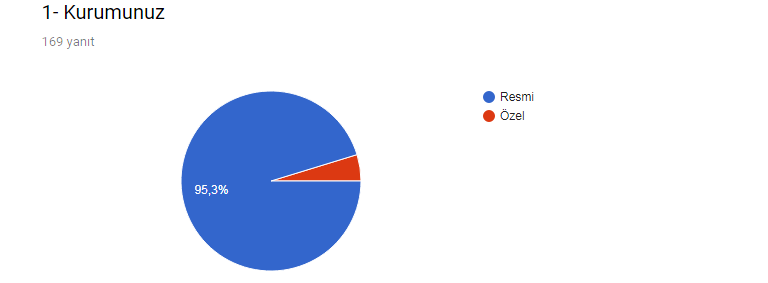 1- Kurumunuz
169 yanıt
Resmi
Özel
95,3%